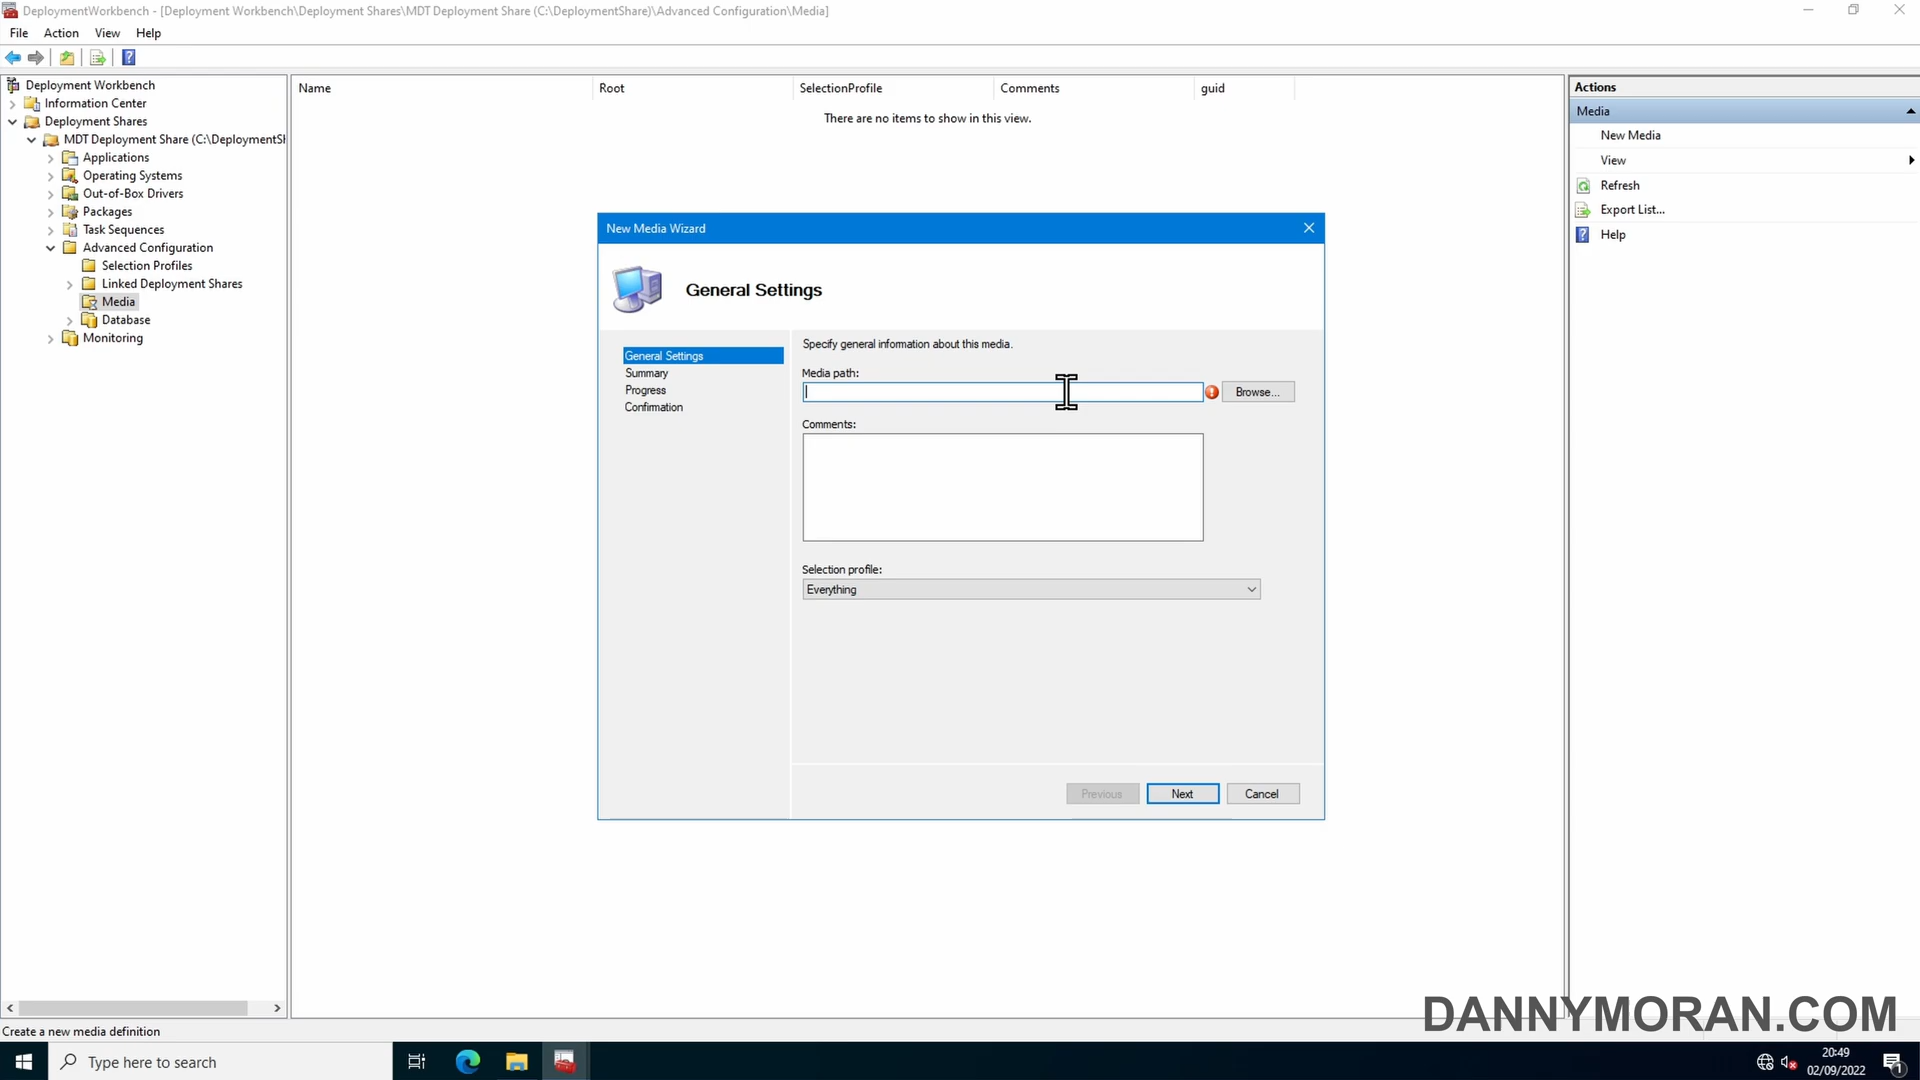 DeploymentWorkbench - [Deployment Workbench\Deployment Shares\MDT Deployment Share (C:\DeploymentShare)\Advanced Configuration\Media]
File Action View Help
Deployment Workbench
Information Center
Deployment Shares
MDT Deployment Share (C:\DeploymentSh
Applications
Operating Systems
Out-of-Box Drivers
Packages
Task Sequences
Advanced Configuration
Selection Profiles
Linked Deployment Shares
Media
Database
Monitoring
Name Root SelectionProfile Comments guid
There are no items to show in this view.
New Media Wizard
General Settings
General Settings
Summary
Progress
Confirmation
Specify general information about this media.
Media path:
Browse...
Comments:
Selection profile:
Everything
Previous Next Cancel
Actions
Media
New Media
View
Refresh
Export List...
Help
Create a new media definition
DANNYMORAN.COM
Type here to search
20:49
02/09/2022
1